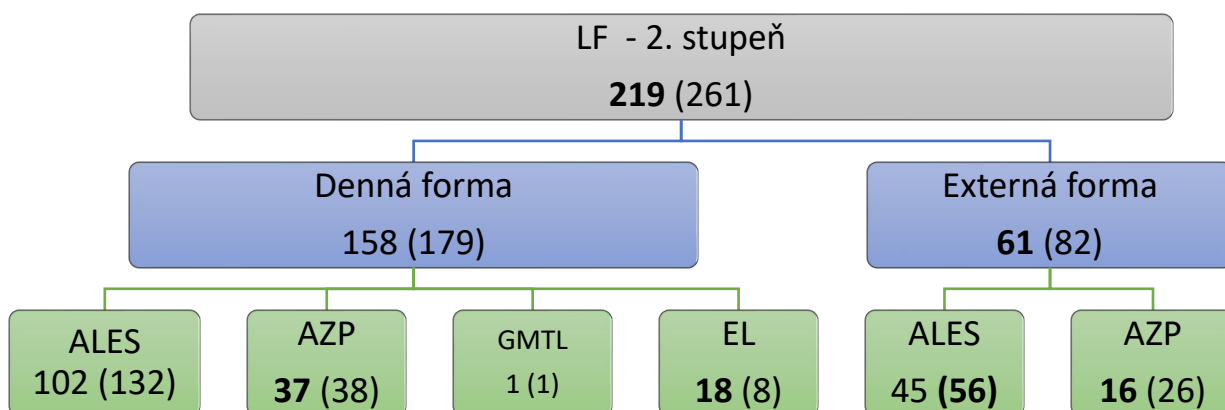 LF - 2. stupeň
219 (261)
Denná forma
158 (179)
Externá forma
61 (82)
ALES
102 (132)
AZP
37 (38)
GMTL
1 (1)
EL
18 (8)
ALES
45 (56)
AZP
16 (26)